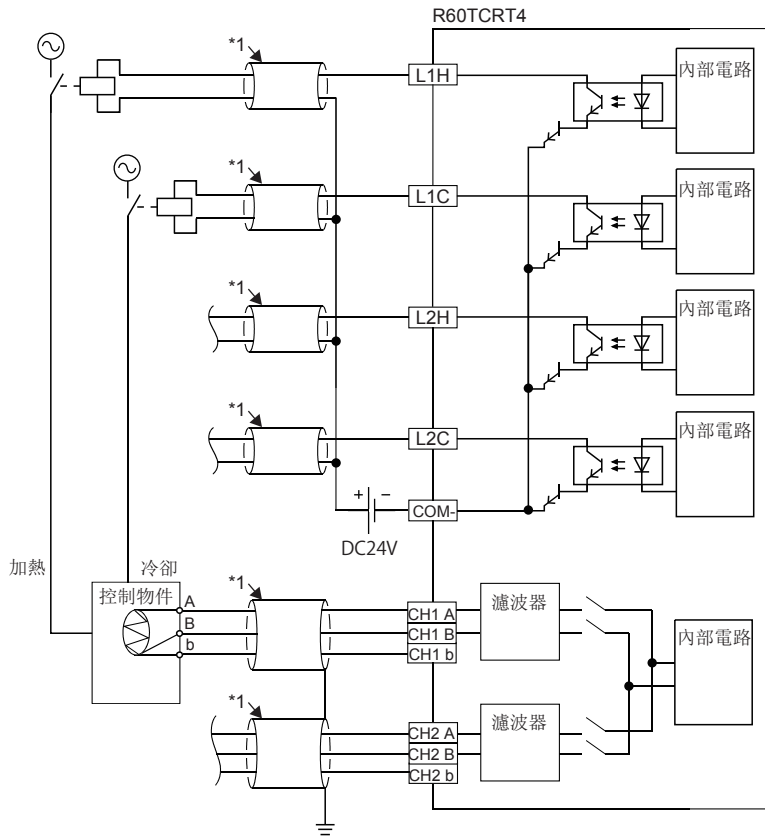 R60TCRT4
*1
L1H
內部電路
*1
L1C
內部電路
*1
L2H
內部電路
*1
L2C
內部電路
+ −
COM-
DC24V
加熱
冷卻
控制物件
A
B
b
*1
CH1 A
CH1 B
CH1 b
濾波器
內部電路
*1
CH2 A
CH2 B
CH2 b
濾波器